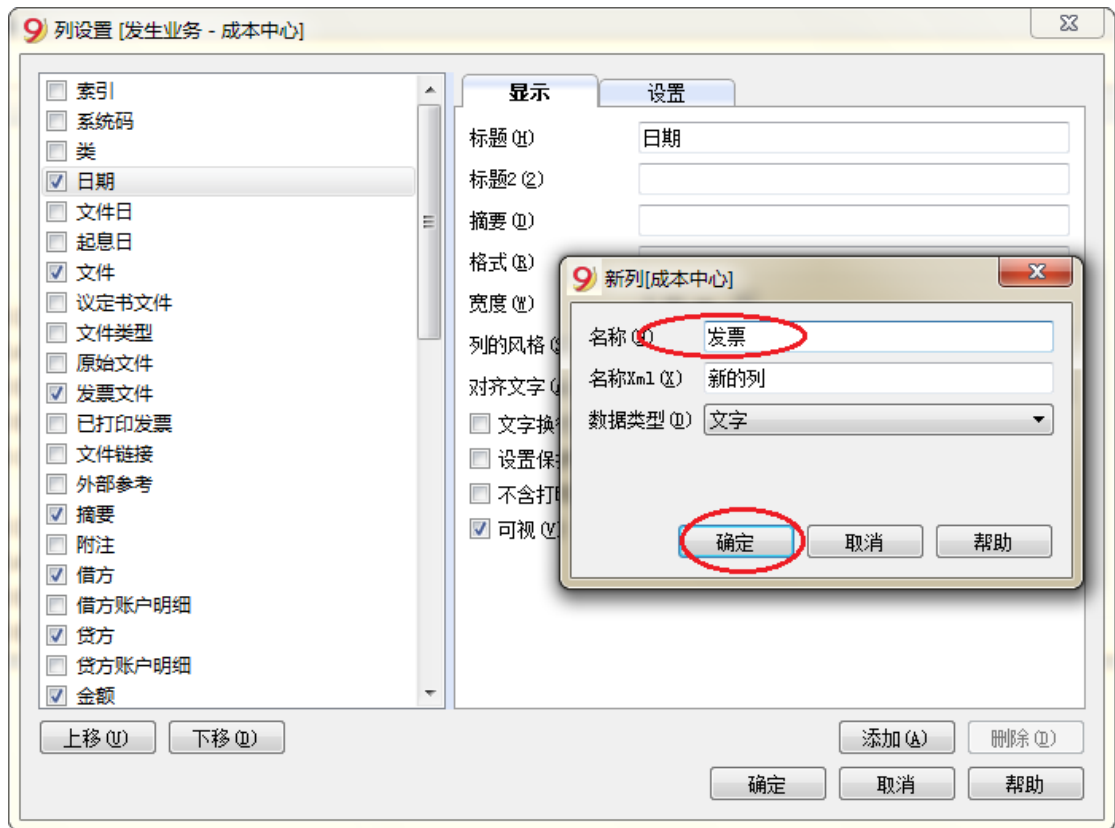 9 列设置 [发生业务 - 成本中心]
索引
系统码
类
日期
文件日
起息日
文件
议定书文件
文件类型
原始文件
发票文件
已打印发票
文件链接
外部参考
摘要
附注
借方
借方账户明细
贷方
贷方账户明细
金额
上移(U) 下移(D)
显示 设置
标题(H) 日期
标题2(2)
摘要(D)
格式(R)
宽度(W)
列的风格(S
对齐文字(
文字换
设置保
不含打
可视(V)
9 新列[成本中心]
名称(N) 发票
名称Xml(X) 新的列
数据类型(D) 文字
确定 取消 帮助
添加(A) 删除(D)
确定 取消 帮助